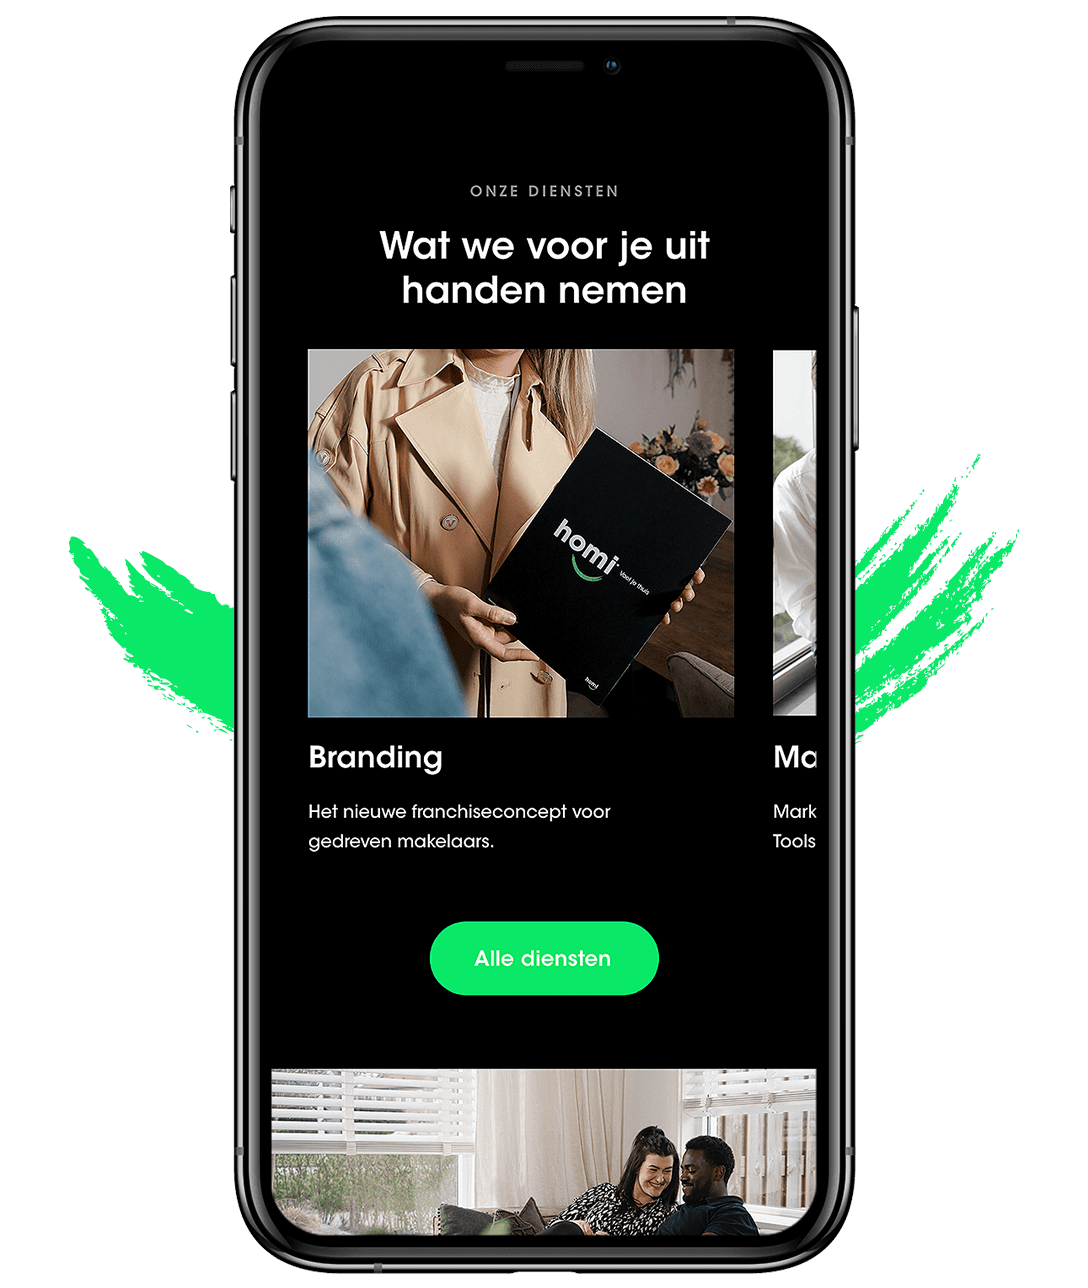 ONZE DIENSTEN
Wat we voor je uit
handen nemen
homi
Voel je thuis
homi
Branding
Ma
Het nieuwe franchiseconcept voor
gedreven makelaars.
Mark
Tools
Alle diensten